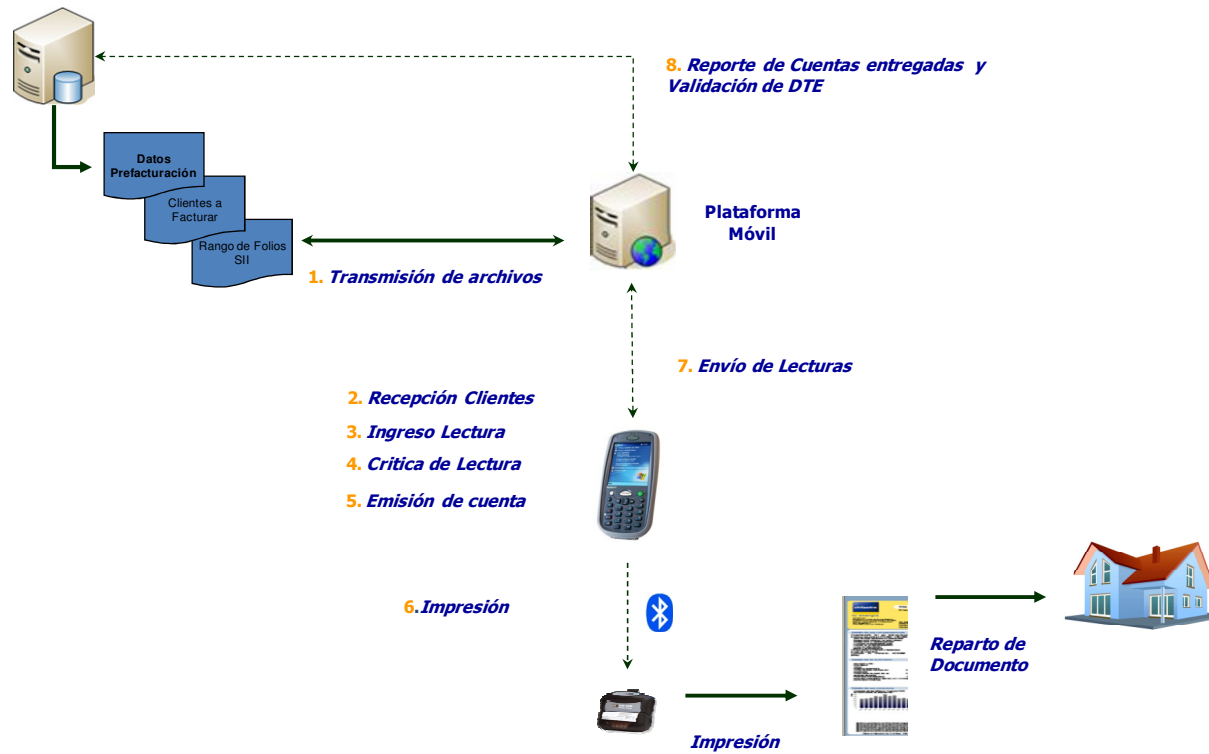 8. Reporte de Cuentas entregadas y
Validación de DTE
Datos
Prefacturación
Clientes a
Facturar
Rango de Folios
SII
Plataforma
Móvil
1. Transmisión de archivos
7. Envío de Lecturas
2. Recepción Clientes
3. Ingreso Lectura
4. Critica de Lectura
5. Emisión de cuenta
6.Impresión
Reparto de
Documento
Impresión